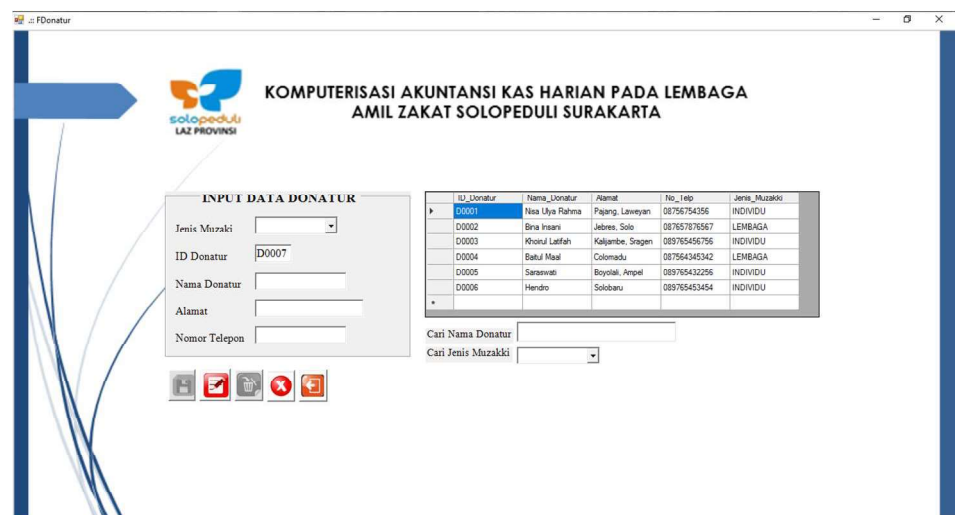 .:: FDonatur
KOMPUTERISASI AKUNTANSI KAS HARIAN PADA LEMBAGA
AMIL ZAKAT SOLOPEDULI SURAKARTA
solopeduli
LAZ PROVINSI
INPUT DATA DONATUR
Jenis Muzaki
ID Donatur D0007
Nama Donatur
Alamat
Nomor Telepon
ID_Donatur Nama_Donatur Alamat No_Telp Jenis_Muzakki
D0001 Nisa Ulya Rahma Pajang, Laweyan 08756754356 INDIVIDU
D0002 Bina Insani Jebres, Solo 087657876567 LEMBAGA
D0003 Khoirul Latifah Kalijambe, Sragen 089765456756 INDIVIDU
D0004 Baitul Maal Colomadu 087564345342 LEMBAGA
D0005 Saraswati Boyolali, Ampel 089765432256 INDIVIDU
D0006 Hendro Solobaru 089765453454 INDIVIDU
Cari Nama Donatur
Cari Jenis Muzakki